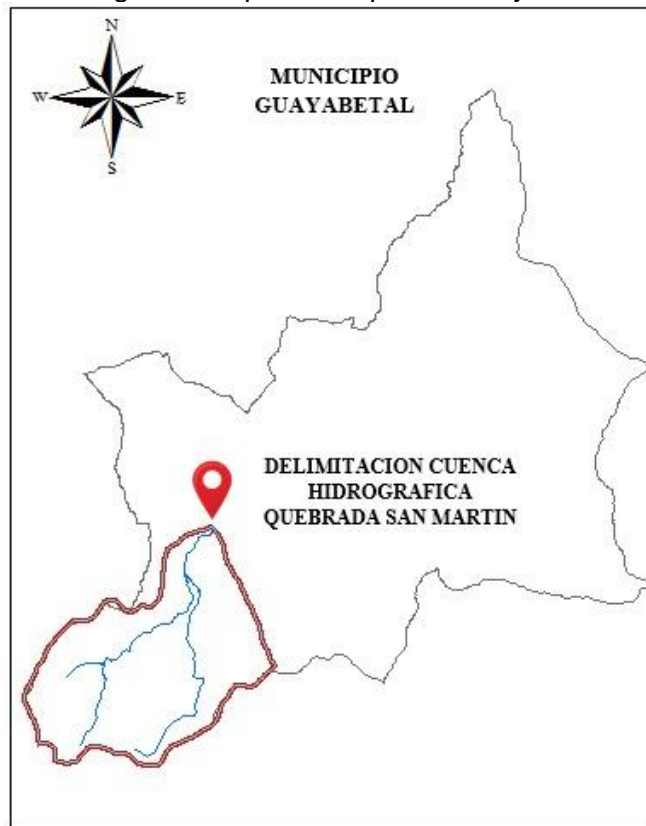 N
W E
S
MUNICIPIO
GUAYABETAL
DELIMITACION CUENCA
HIDROGRAFICA
QUEBRADA SAN MARTIN